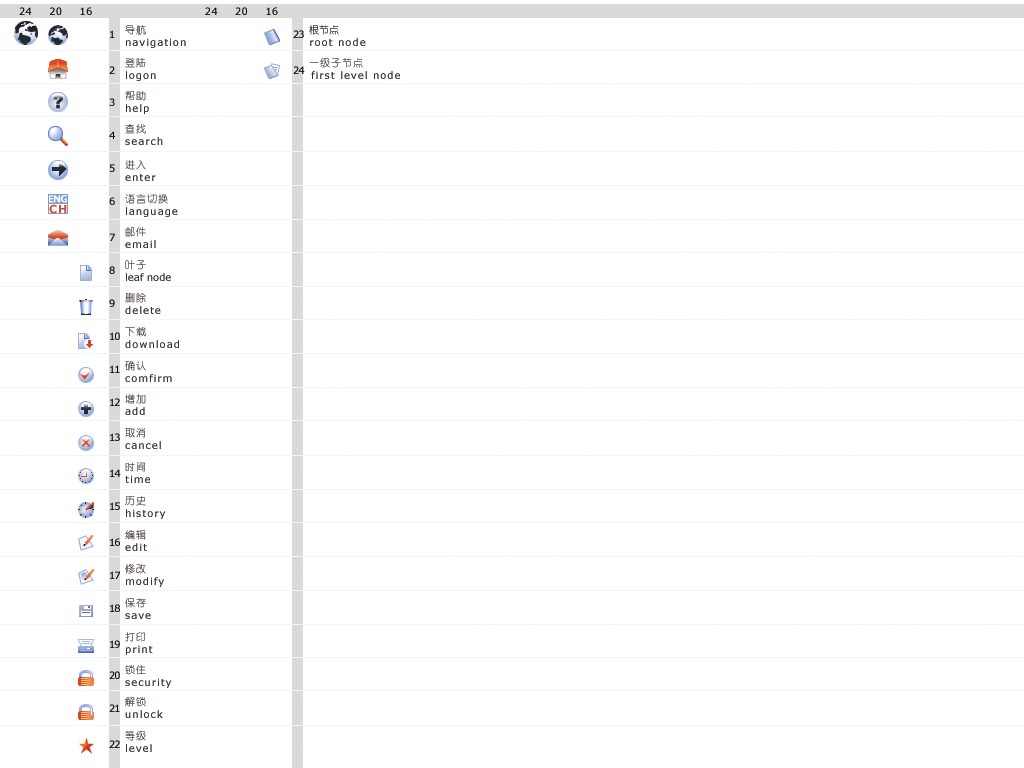 24 20 16 24 20 16
1 导航
navigation
2 登陆
logon
3 帮助
help
4 查找
search
5 进入
enter
ENG
CH
6 语言切换
language
7 邮件
email
8 叶子
leaf node
9 删除
delete
10 下载
download
11 确认
comfirm
12 增加
add
13 取消
cancel
14 时间
time
15 历史
history
16 编辑
edit
17 修改
modify
18 保存
save
19 打印
print
20 锁住
security
21 解锁
unlock
22 等级
level
23 根节点
root node
24 一级子节点
first level node